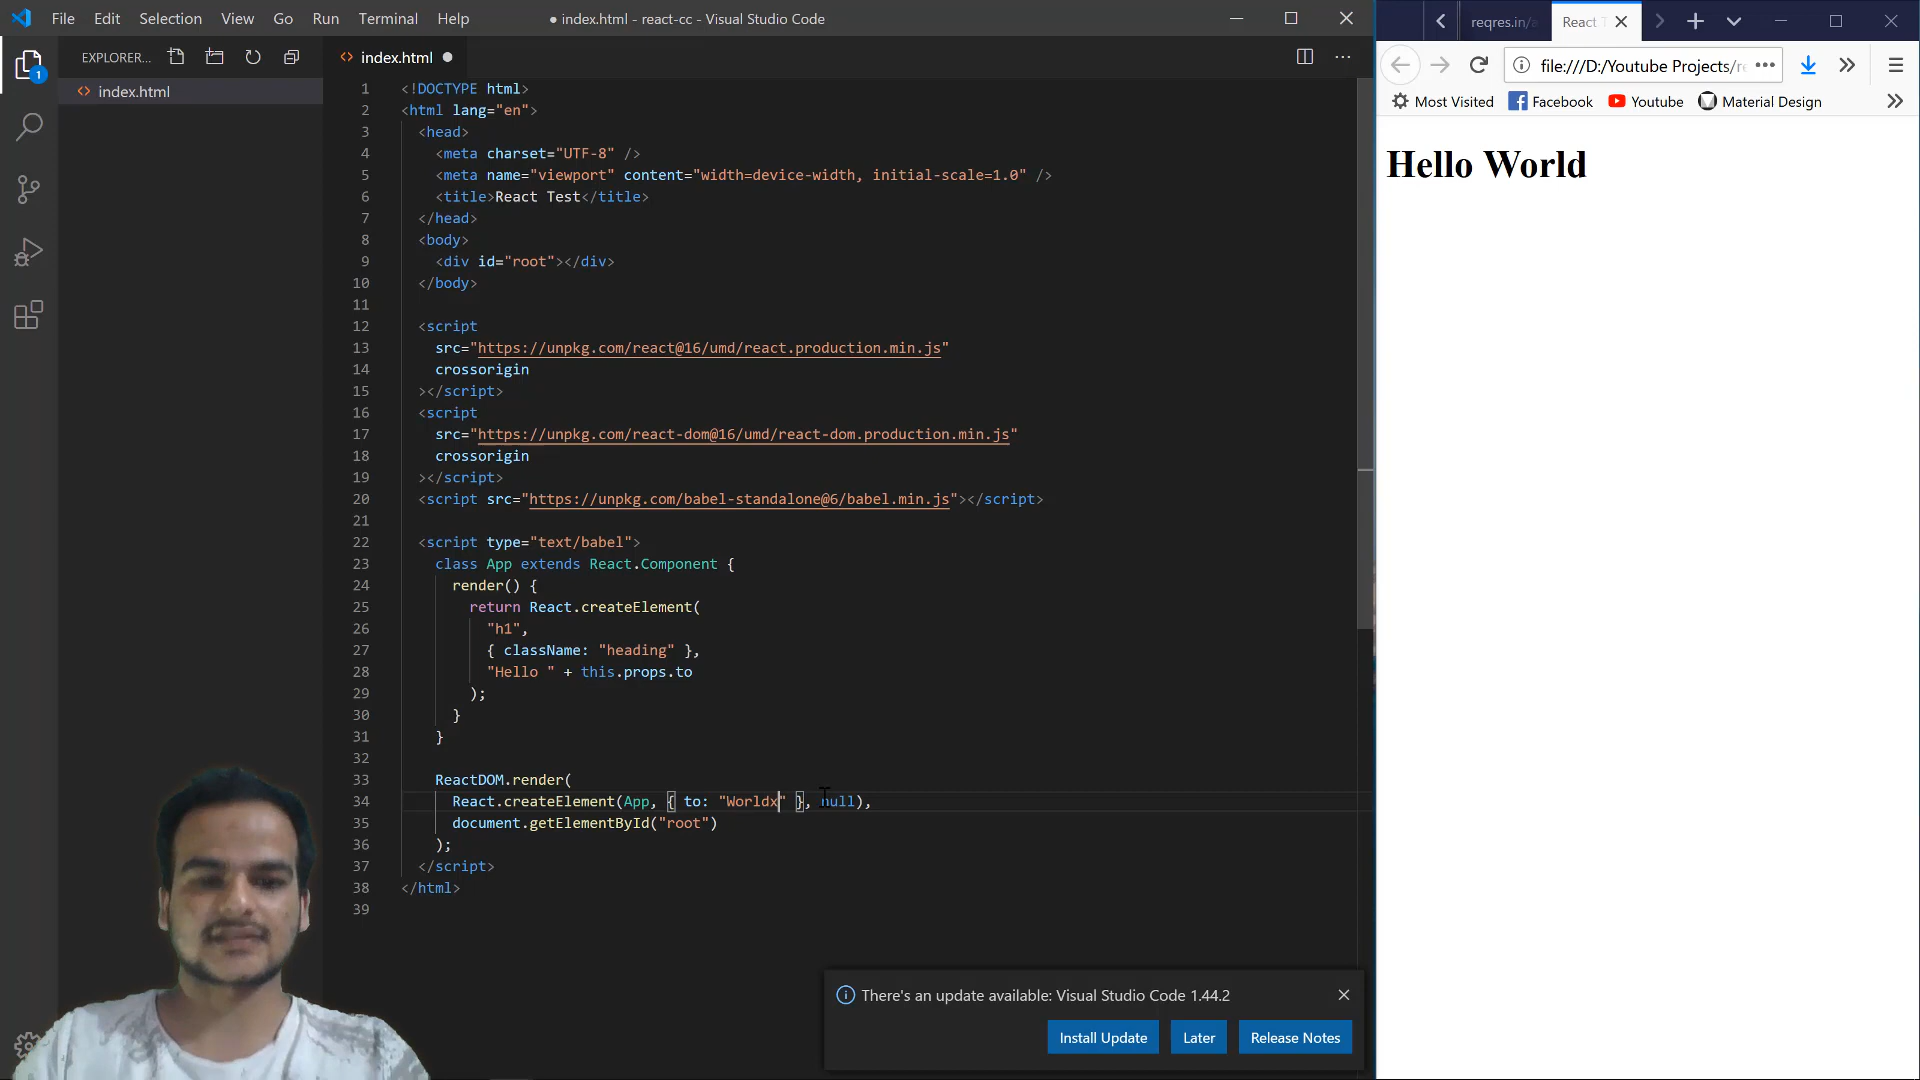 File Edit Selection View Go Run Terminal Help
● index.html - react-cc - Visual Studio Code
EXPLORER...
index.html
1
index.html
1 <!DOCTYPE html>
2 <html lang="en">
3 <head>
4 <meta charset="UTF-8" />
5 <meta name="viewport" content="width=device-width, initial-scale=1.0" />
6 <title>React Test</title>
7 </head>
8 <body>
9 <div id="root"></div>
10 </body>
11
12 <script
13 src="https://unpkg.com/react@16/umd/react.production.min.js"
14 crossorigin
15 ></script>
16 <script
17 src="https://unpkg.com/react-dom@16/umd/react-dom.production.min.js"
18 crossorigin
19 ></script>
20 <script src="https://unpkg.com/babel-standalone@6/babel.min.js"></script>
21
22 <script type="text/babel">
23 class App extends React.Component {
24 render() {
25 return React.createElement(
26 "h1",
27 { className: "heading" },
28 "Hello " + this.props.to
29 );
30 }
31 }
32
33 ReactDOM.render(
34 React.createElement(App, { to: "Worldx" }, null),
35 document.getElementById("root")
36 );
37 </script>
38 </html>
39
There's an update available: Visual Studio Code 1.44.2
Install Update Later Release Notes
reqres.in/a React T
file:///D:/Youtube Projects/re
Most Visited Facebook Youtube Material Design
Hello World